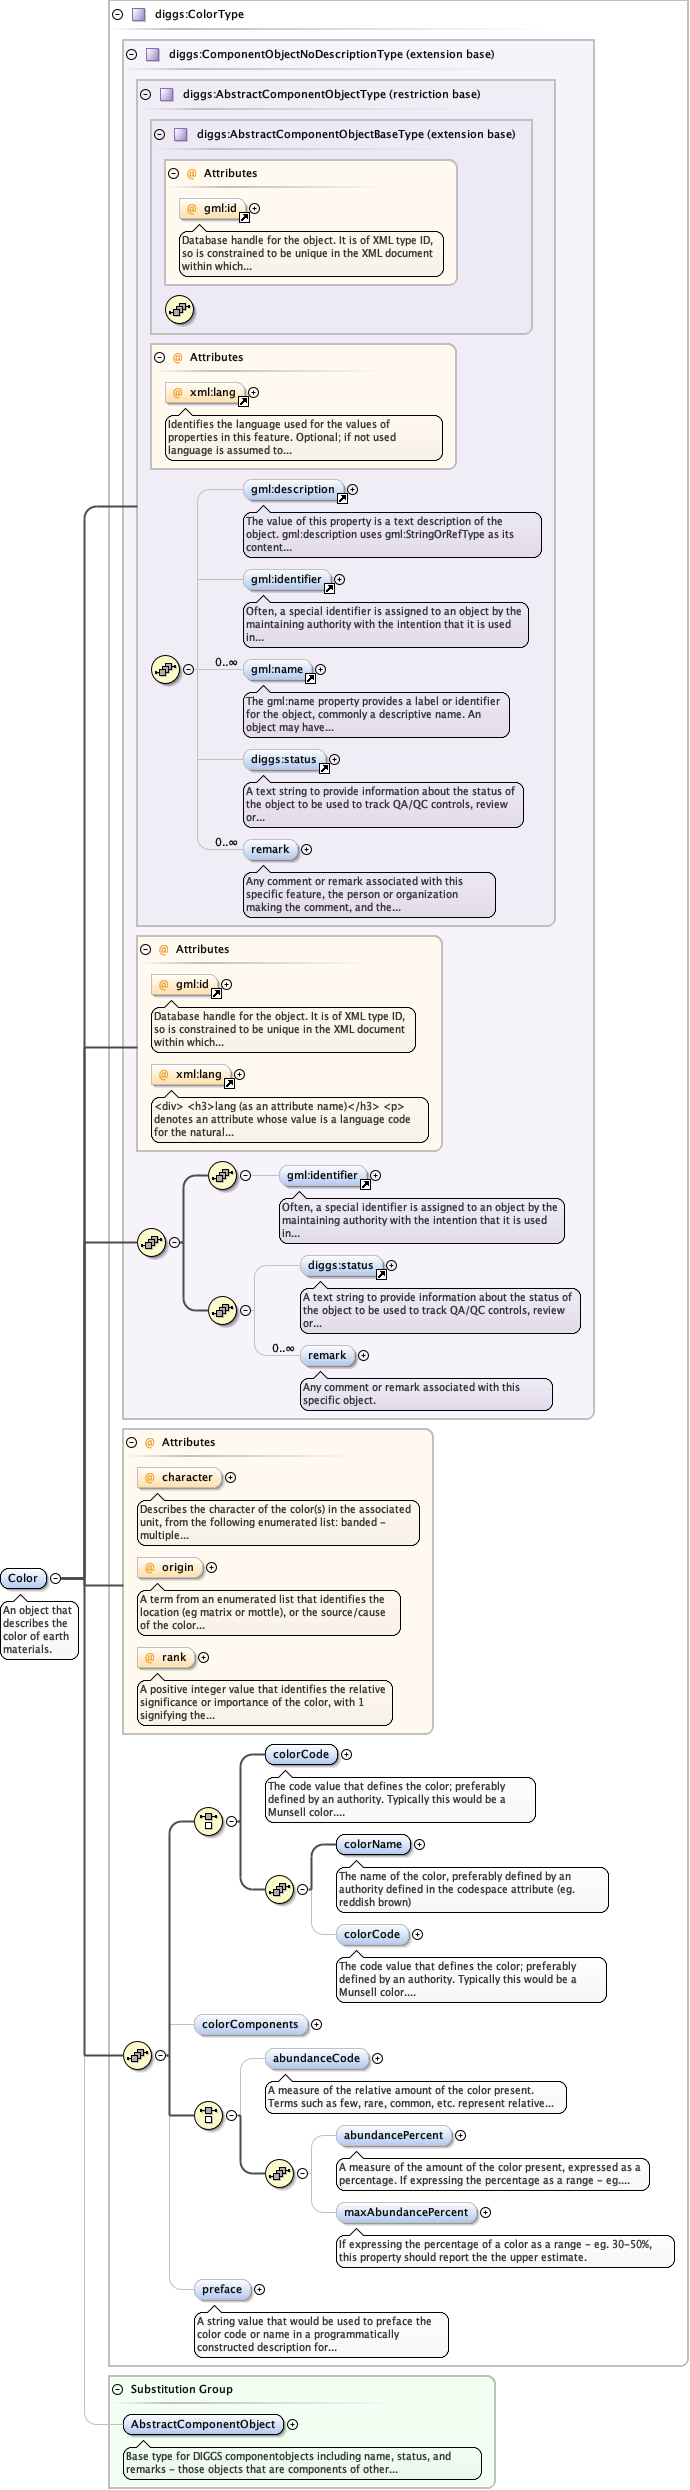 diggs:ColorType
diggs:ComponentObjectNoDescriptionType (extension base)
diggs:AbstractComponentObjectType (restriction base)
diggs:AbstractComponentObjectBaseType (extension base)
@ Attributes
@ gml:id
Database handle for the object. It is of XML type ID,
so is constrained to be unique in the XML document
within which...
@ Attributes
@ xml:lang
Identifies the language used for the values of
properties in this feature. Optional; if not used
language is assumed to...
gml:description
The value of this property is a text description of the
object. gml:description uses gml:StringOrRefType as its
content...
gml:identifier
Often, a special identifier is assigned to an object by the
maintaining authority with the intention that it is used
in...
0..∞ gml:name
The gml:name property provides a label or identifier
for the object, commonly a descriptive name. An
object may have...
diggs:status
A text string to provide information about the status of
the object to be used to track QA/QC controls, review
or...
0..∞ remark
Any comment or remark associated with this
specific feature, the person or organization
making the comment, and the...
@ Attributes
@ gml:id
Database handle for the object. It is of XML type ID,
so is constrained to be unique in the XML document
within which...
@ xml:lang
<div> <h3>lang (as an attribute name)</h3> <p>
denotes an attribute whose value is a language code
for the natural...
gml:identifier
Often, a special identifier is assigned to an object by the
maintaining authority with the intention that it is used
in...
diggs:status
A text string to provide information about the status of
the object to be used to track QA/QC controls, review
or...
0..∞ remark
Any comment or remark associated with this
specific object.
@ Attributes
@ character
Describes the character of the color(s) in the associated
unit, from the following enumerated list: banded -
multiple...
@ origin
A term from an enumerated list that identifies the
location (eg matrix or mottle), or the source/cause
of the color...
@ rank
A positive integer value that identifies the relative
significance or importance of the color, with 1
signifying the...
Color
An object that
describes the
color of earth
materials.
colorCode
The code value that defines the color; preferably
defined by an authority. Typically this would be a
Munsell color....
colorName
The name of the color, preferably defined by an
authority defined in the codespace attribute (eg.
reddish brown)
colorCode
The code value that defines the color; preferably
defined by an authority. Typically this would be a
Munsell color....
colorComponents
abundanceCode
A measure of the relative amount of the color present.
Terms such as few, rare, common, etc. represent relative...
abundancePercent
A measure of the amount of the color present, expressed as a
percentage. If expressing the percentage as a range - eg....
maxAbundancePercent
If expressing the percentage of a color as a range - eg. 30-50%,
this property should report the the upper estimate.
preface
A string value that would be used to preface the
color code or name in a programmatically
constructed description for...
Substitution Group
AbstractComponentObject
Base type for DIGGS componentobjects including name, status, and
remarks - those objects that are components of other...